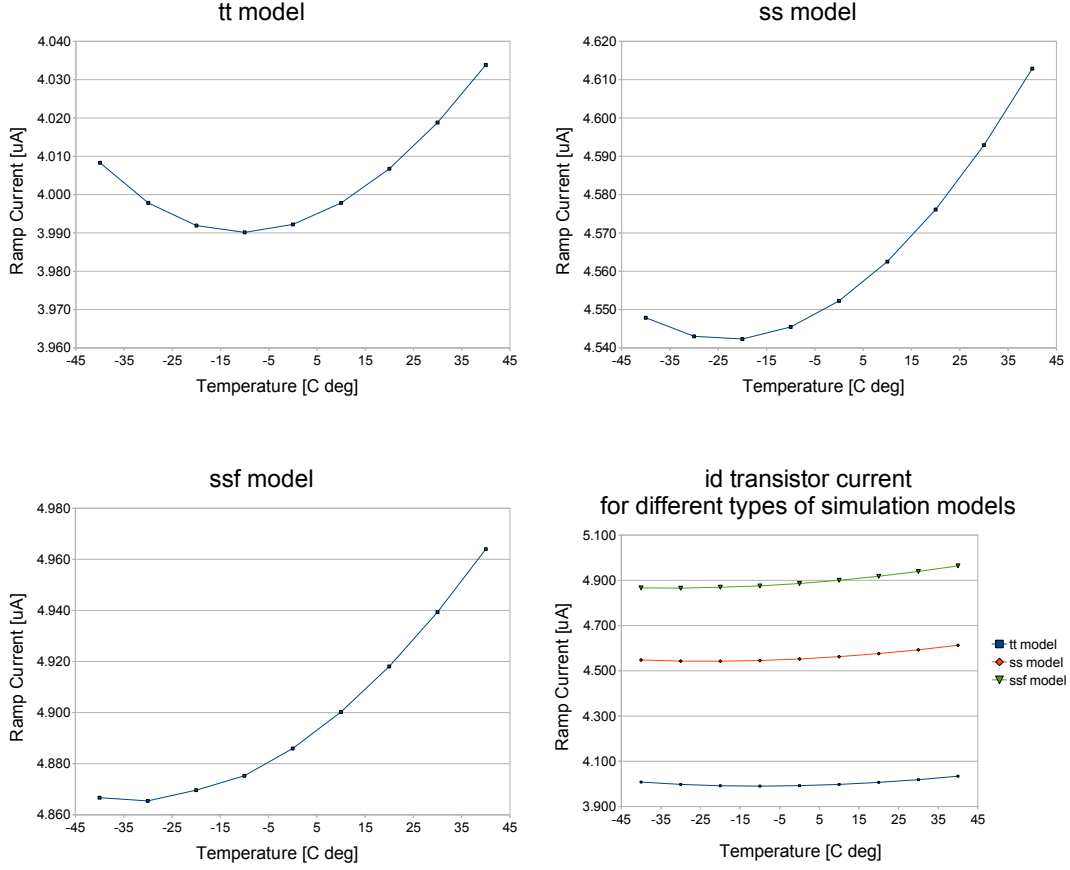 tt model
4.040
4.030
4.020
4.010
4.000
3.990
3.980
3.970
3.960
-45 -35 -25 -15 -5 5 15 25 35 45
Ramp Current [uA]
Temperature [C deg]
ss model
4.620
4.610
4.600
4.590
4.580
4.570
4.560
4.550
4.540
-45 -35 -25 -15 -5 5 15 25 35 45
Ramp Current [uA]
Temperature [C deg]
ssf model
4.980
4.960
4.940
4.920
4.900
4.880
4.860
-45 -35 -25 -15 -5 5 15 25 35 45
Ramp Current [uA]
Temperature [C deg]
id transistor current
for different types of simulation models
5.100
4.900
4.700
4.500
4.300
4.100
3.900
-45 -35 -25 -15 -5 5 15 25 35 45
Ramp Current [uA]
Temperature [C deg]
tt model
ss model
ssf model